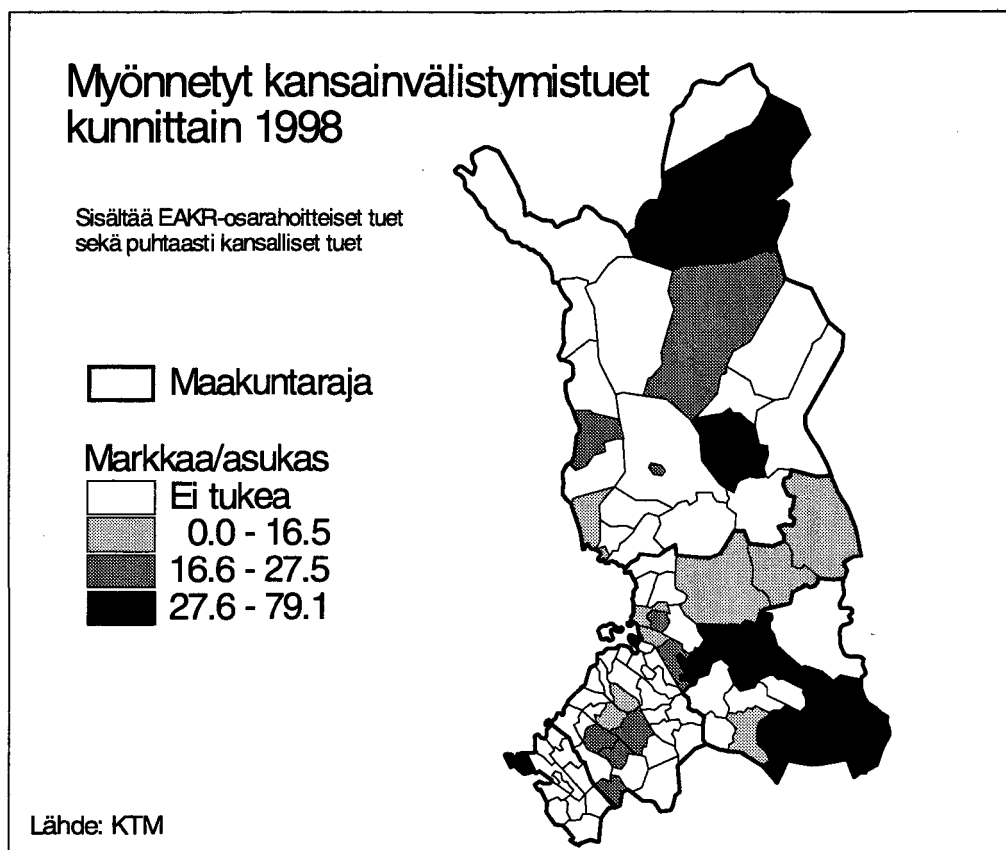 Myönnetyt kansainvälistymistuet
kunnittain 1998
Sisältää EAKR-osarahoitteiset tuet
sekä puhtaasti kansalliset tuet
Maakuntaraja
Markkaa/asukas
Ei tukea
0.0 - 16.5
16.6 - 27.5
27.6 - 79.1
Lähde: KTM